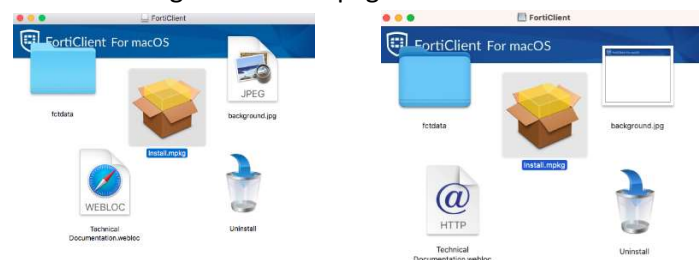 FortiClient
FortiClient For macOS
JPEG
fctdata
background.jpg
Install.mpkg
WEBLOC
Technical
Documentation.webloc
Uninstall
FortiClient
FortiClient For macOS
fctdata
background.jpg
Install.mpkg
HTTP
Technical
Documentation.webloc
Uninstall